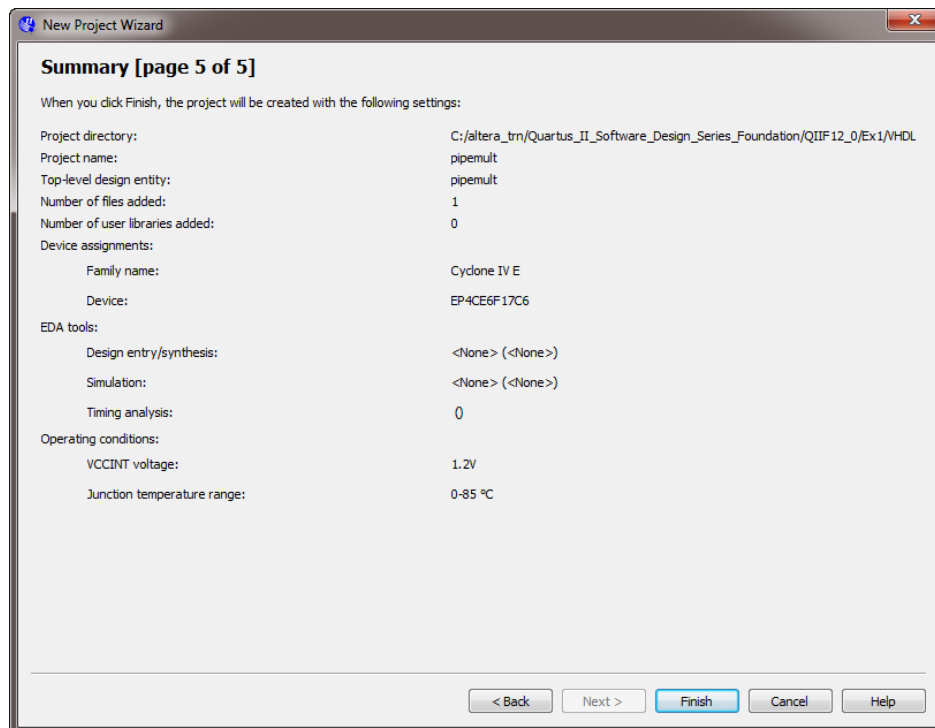 New Project Wizard
Summary [page 5 of 5]
When you click Finish, the project will be created with the following settings:
Project directory: C:/altera_trn/Quartus_II_Software_Design_Series_Foundation/QIIF12_0/Ex1/VHDL
Project name: pipemult
Top-level design entity: pipemult
Number of files added: 1
Number of user libraries added: 0
Device assignments:
Family name: Cyclone IV E
Device: EP4CE6F17C6
EDA tools:
Design entry/synthesis: <None> (<None>)
Simulation: <None> (<None>)
Timing analysis: ()
Operating conditions:
VCCINT voltage: 1.2V
Junction temperature range: 0-85 ºC
< Back Next > Finish Cancel Help